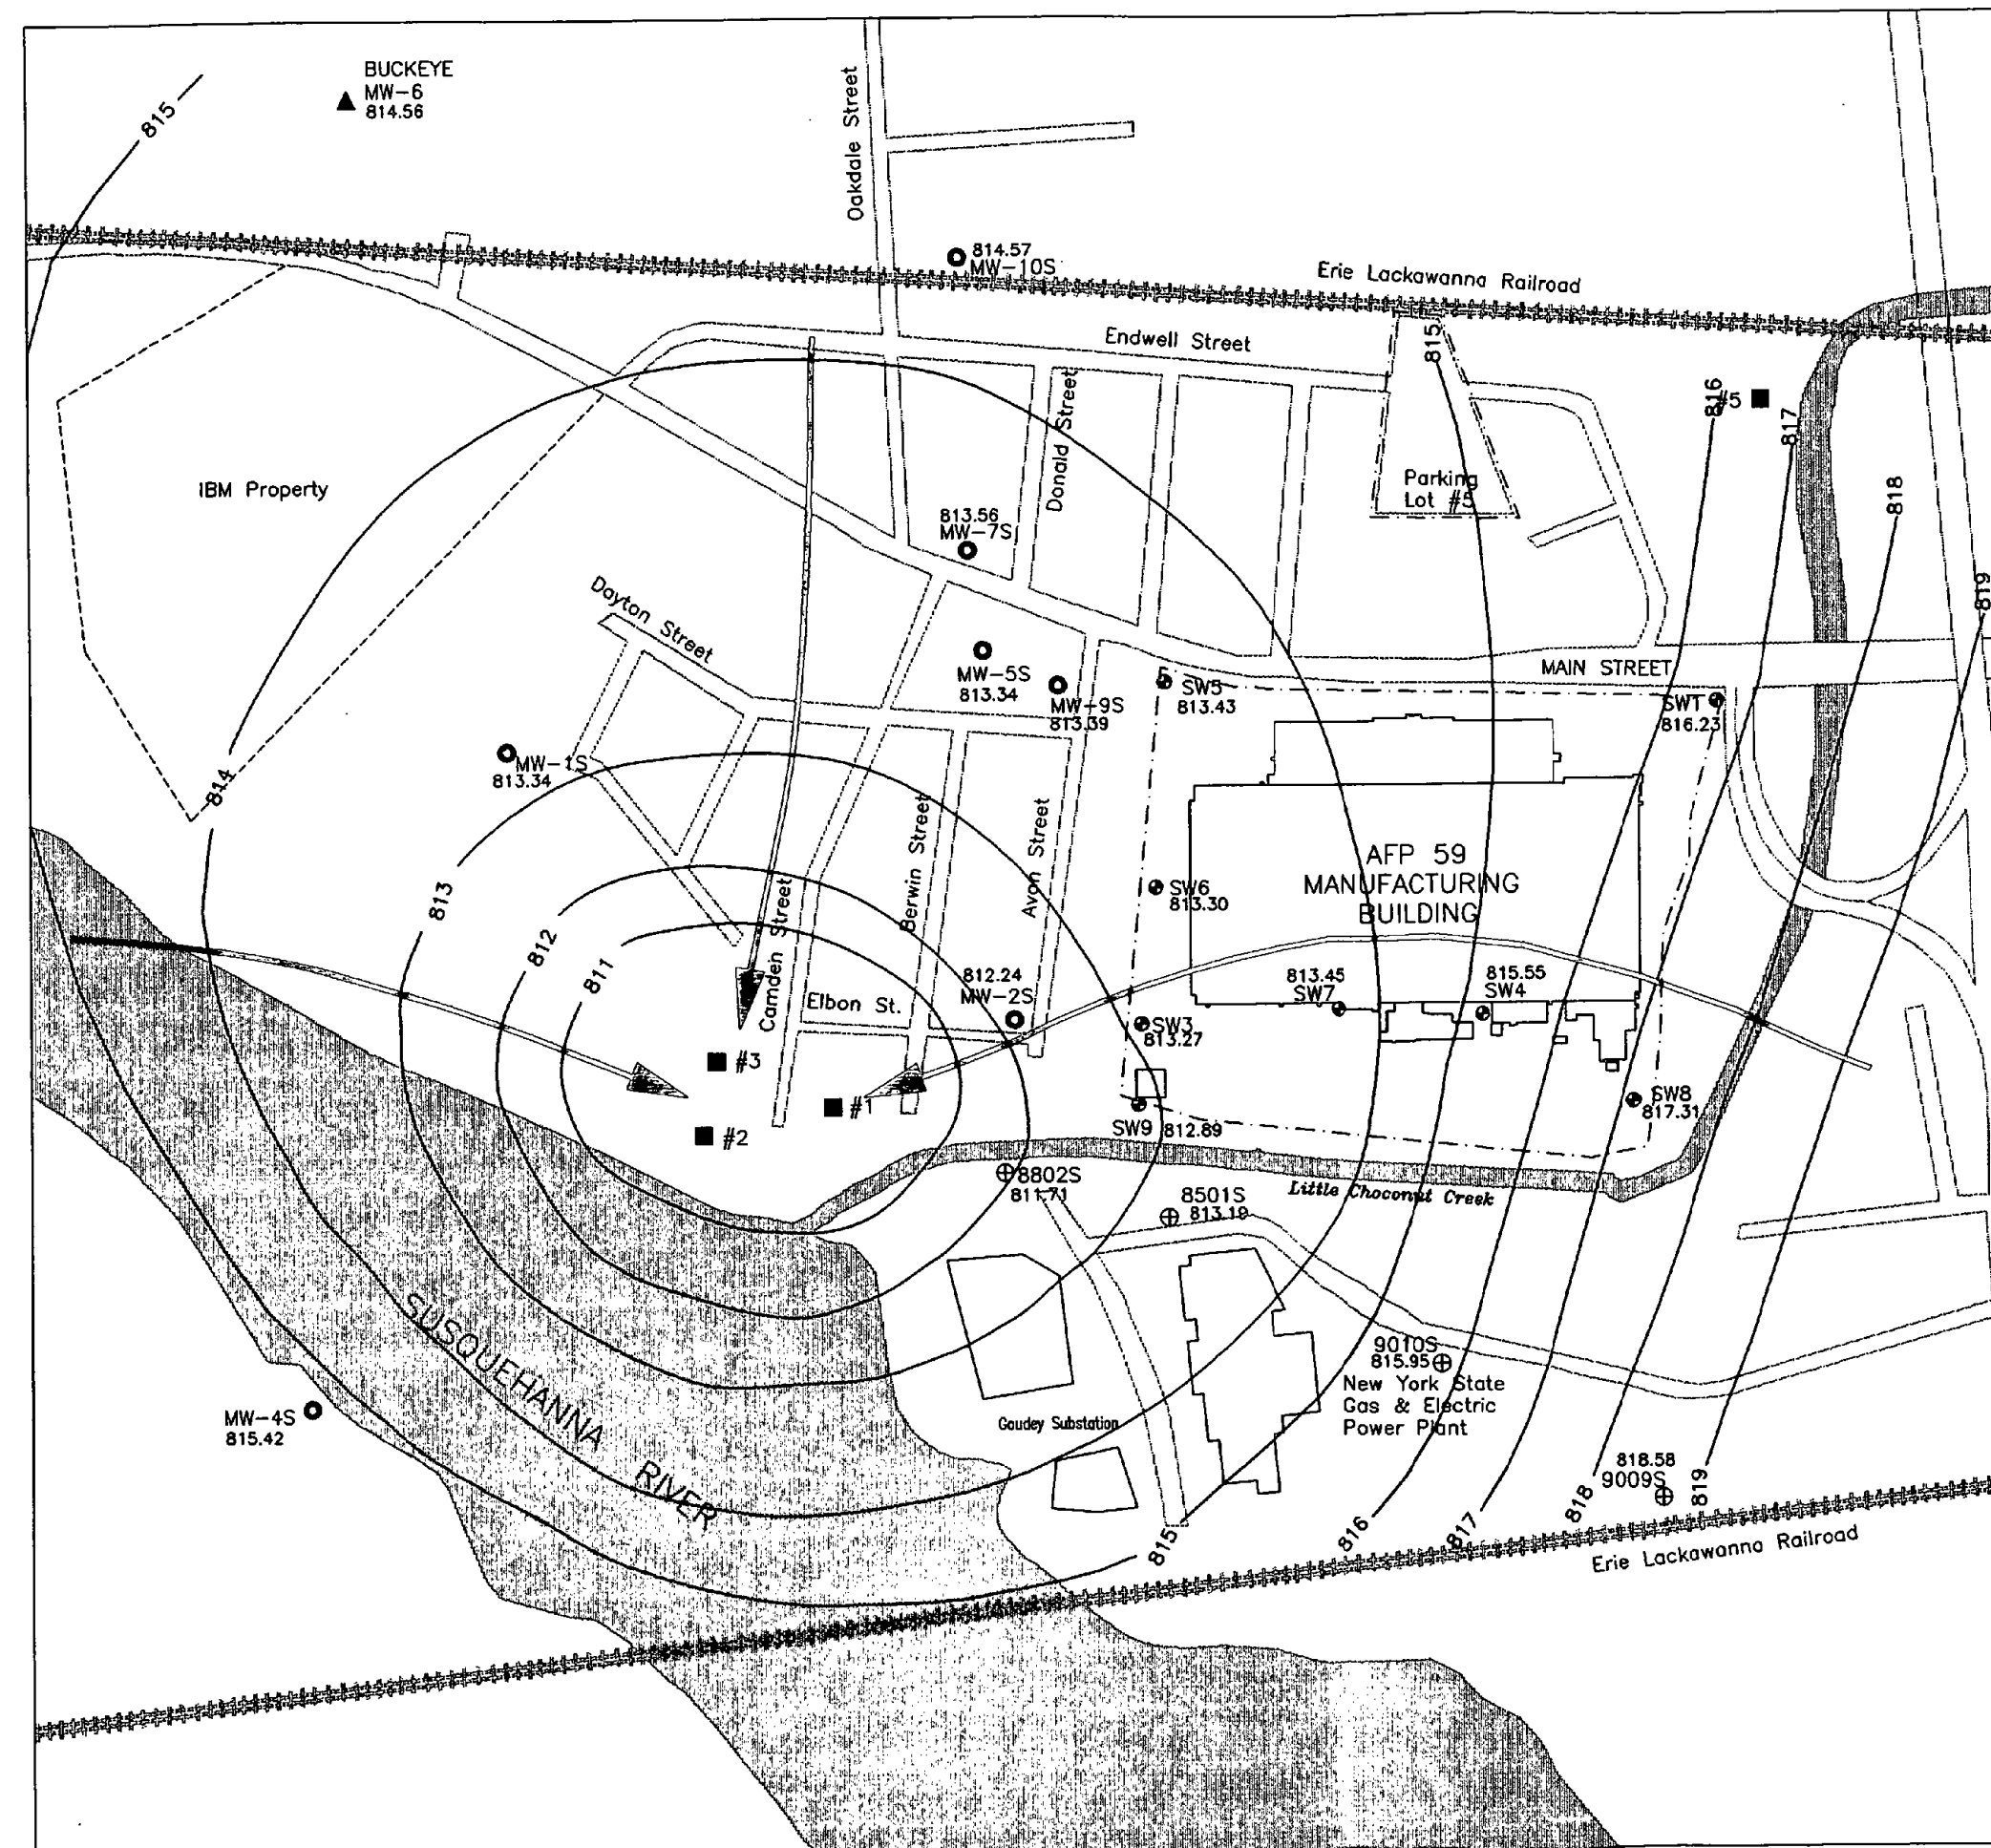 BUCKEYE
MW-6
814.56
815
Oakdale Street
814.57
MW-10S
Erie Lackawanna Railroad
Endwell Street
815
816
#5
817
818
819
Donald Street
IBM Property
Parking
Lot #5
813.56
MW-7S
Dayton Street
MW-5S
813.34
MW-9S
813.39
SW5
813.43
MAIN STREET
SW1
816.23
MW-1S
813.34
814
813
812
811
Camden Street
Berwin Street
Avon Street
AFP 59
MANUFACTURING
BUILDING
SW6
813.30
812.24
MW-2S
Elbon St.
813.45
SW7
815.55
SW4
SW3
813.27
#3
#1
#2
SW8
817.31
SW9 812.89
8802S
811.71
8501S
813.19
Little Choconut Creek
SUSQUEHANNA
RIVER
MW-4S
815.42
Goudey Substation
9010S
815.95
New York State
Gas & Electric
Power Plant
818.58
9009S
815
816
817
818
819
Erie Lackawanna Railroad